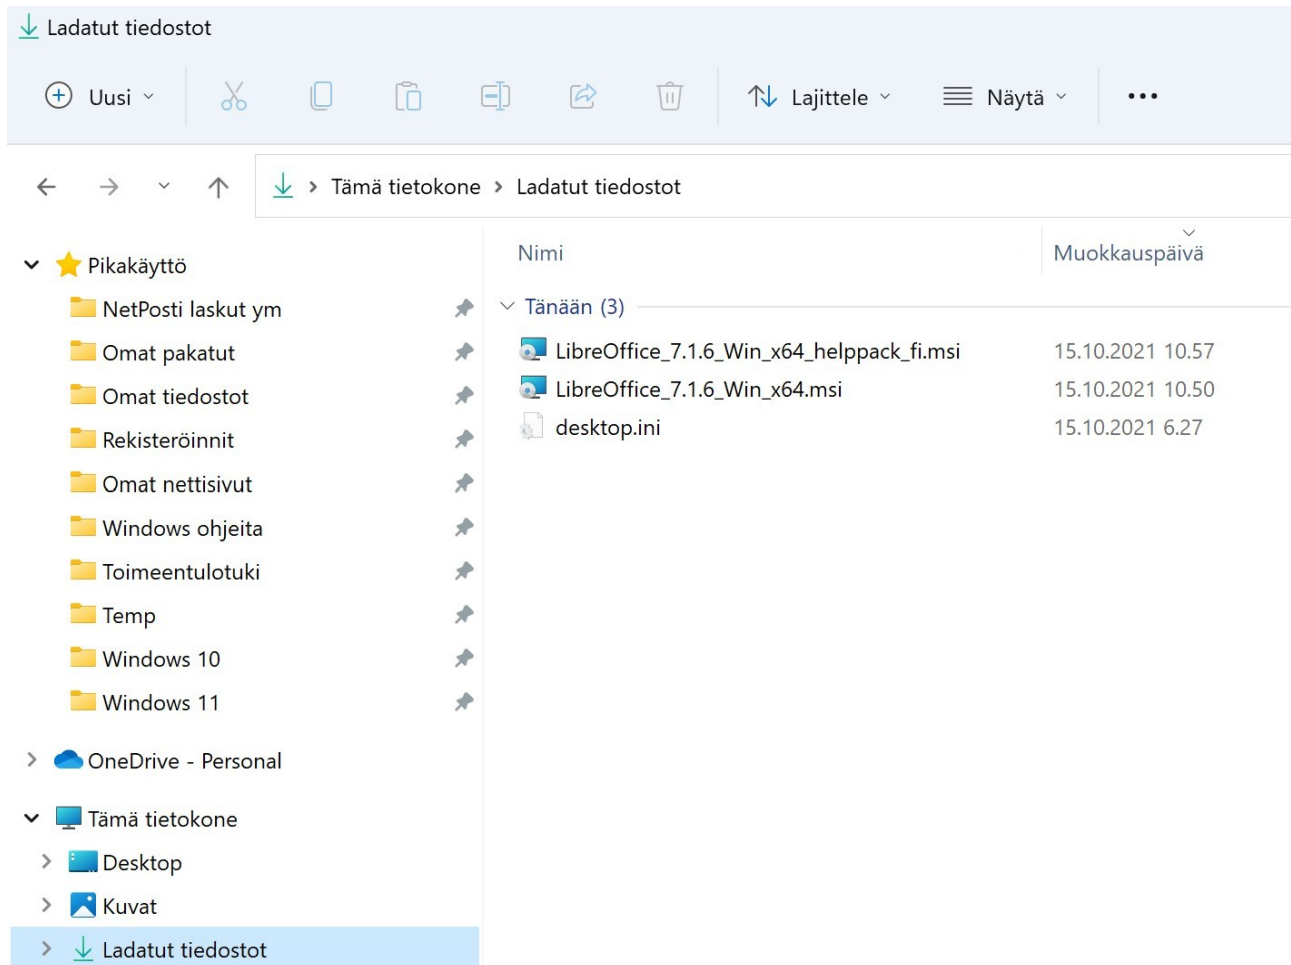 Ladatut tiedostot
Uusi
Lajittele
Näytä
Tämä tietokone
Ladatut tiedostot
Pikakäyttö
NetPosti laskut ym
Omat pakatut
Omat tiedostot
Rekisteröinnit
Omat nettisivut
Windows ohjeita
Toimeentulotuki
Temp
Windows 10
Windows 11
OneDrive - Personal
Tämä tietokone
Desktop
Kuvat
Ladatut tiedostot
Nimi Muokkauspäivä
Tänään (3)
LibreOffice_7.1.6_Win_x64_helppack_fi.msi 15.10.2021 10.57
LibreOffice_7.1.6_Win_x64.msi 15.10.2021 10.50
desktop.ini 15.10.2021 6.27